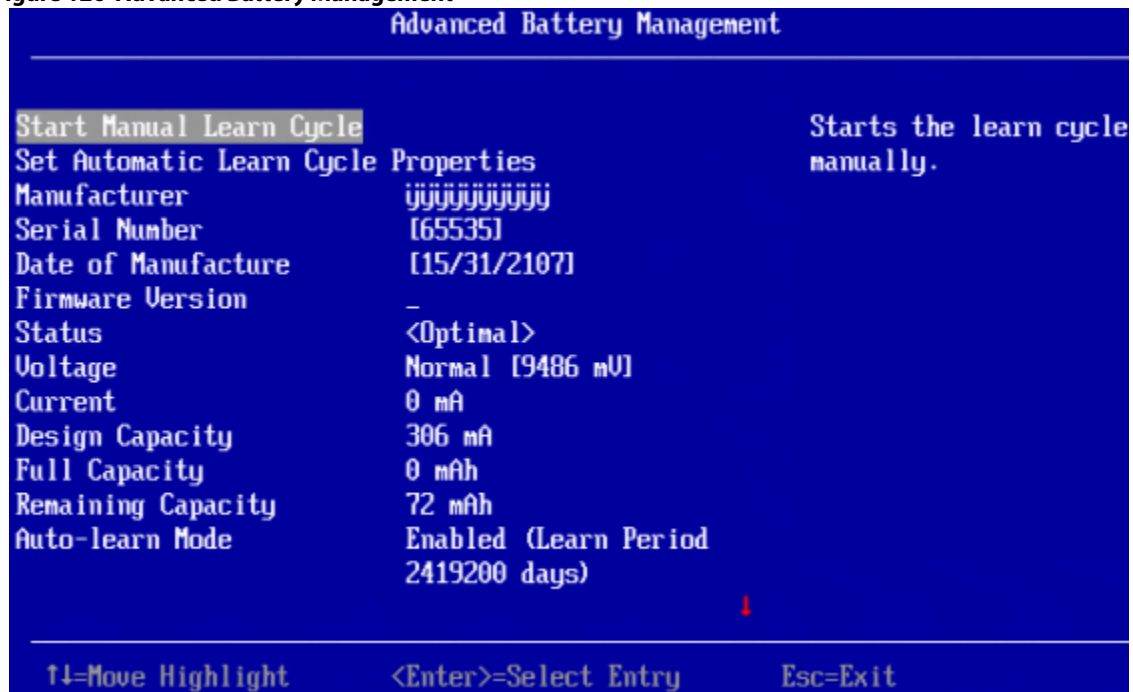 Advanced Battery Management
Start Manual Learn Cycle
Starts the learn cycle
Set Automatic Learn Cycle Properties
manually.
Manufacturer ÿÿÿÿÿÿÿÿÿÿÿ
Serial Number [65535]
Date of Manufacture [15/31/2107]
Firmware Version _
Status <Optimal>
Voltage Normal [9486 mV]
Current 0 mA
Design Capacity 306 mA
Full Capacity 0 mAh
Remaining Capacity 72 mAh
Auto-learn Mode Enabled (Learn Period
2419200 days)
↓
↑↓=Move Highlight <Enter>=Select Entry Esc=Exit